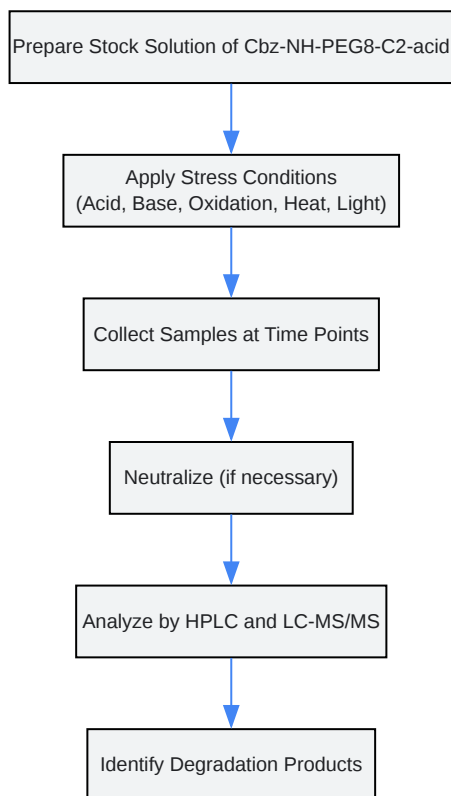 Prepare Stock Solution of Cbz-NH-PEG8-C2-acid
Apply Stress Conditions
(Acid, Base, Oxidation, Heat, Light)
Collect Samples at Time Points
Neutralize (if necessary)
Analyze by HPLC and LC-MS/MS
Identify Degradation Products